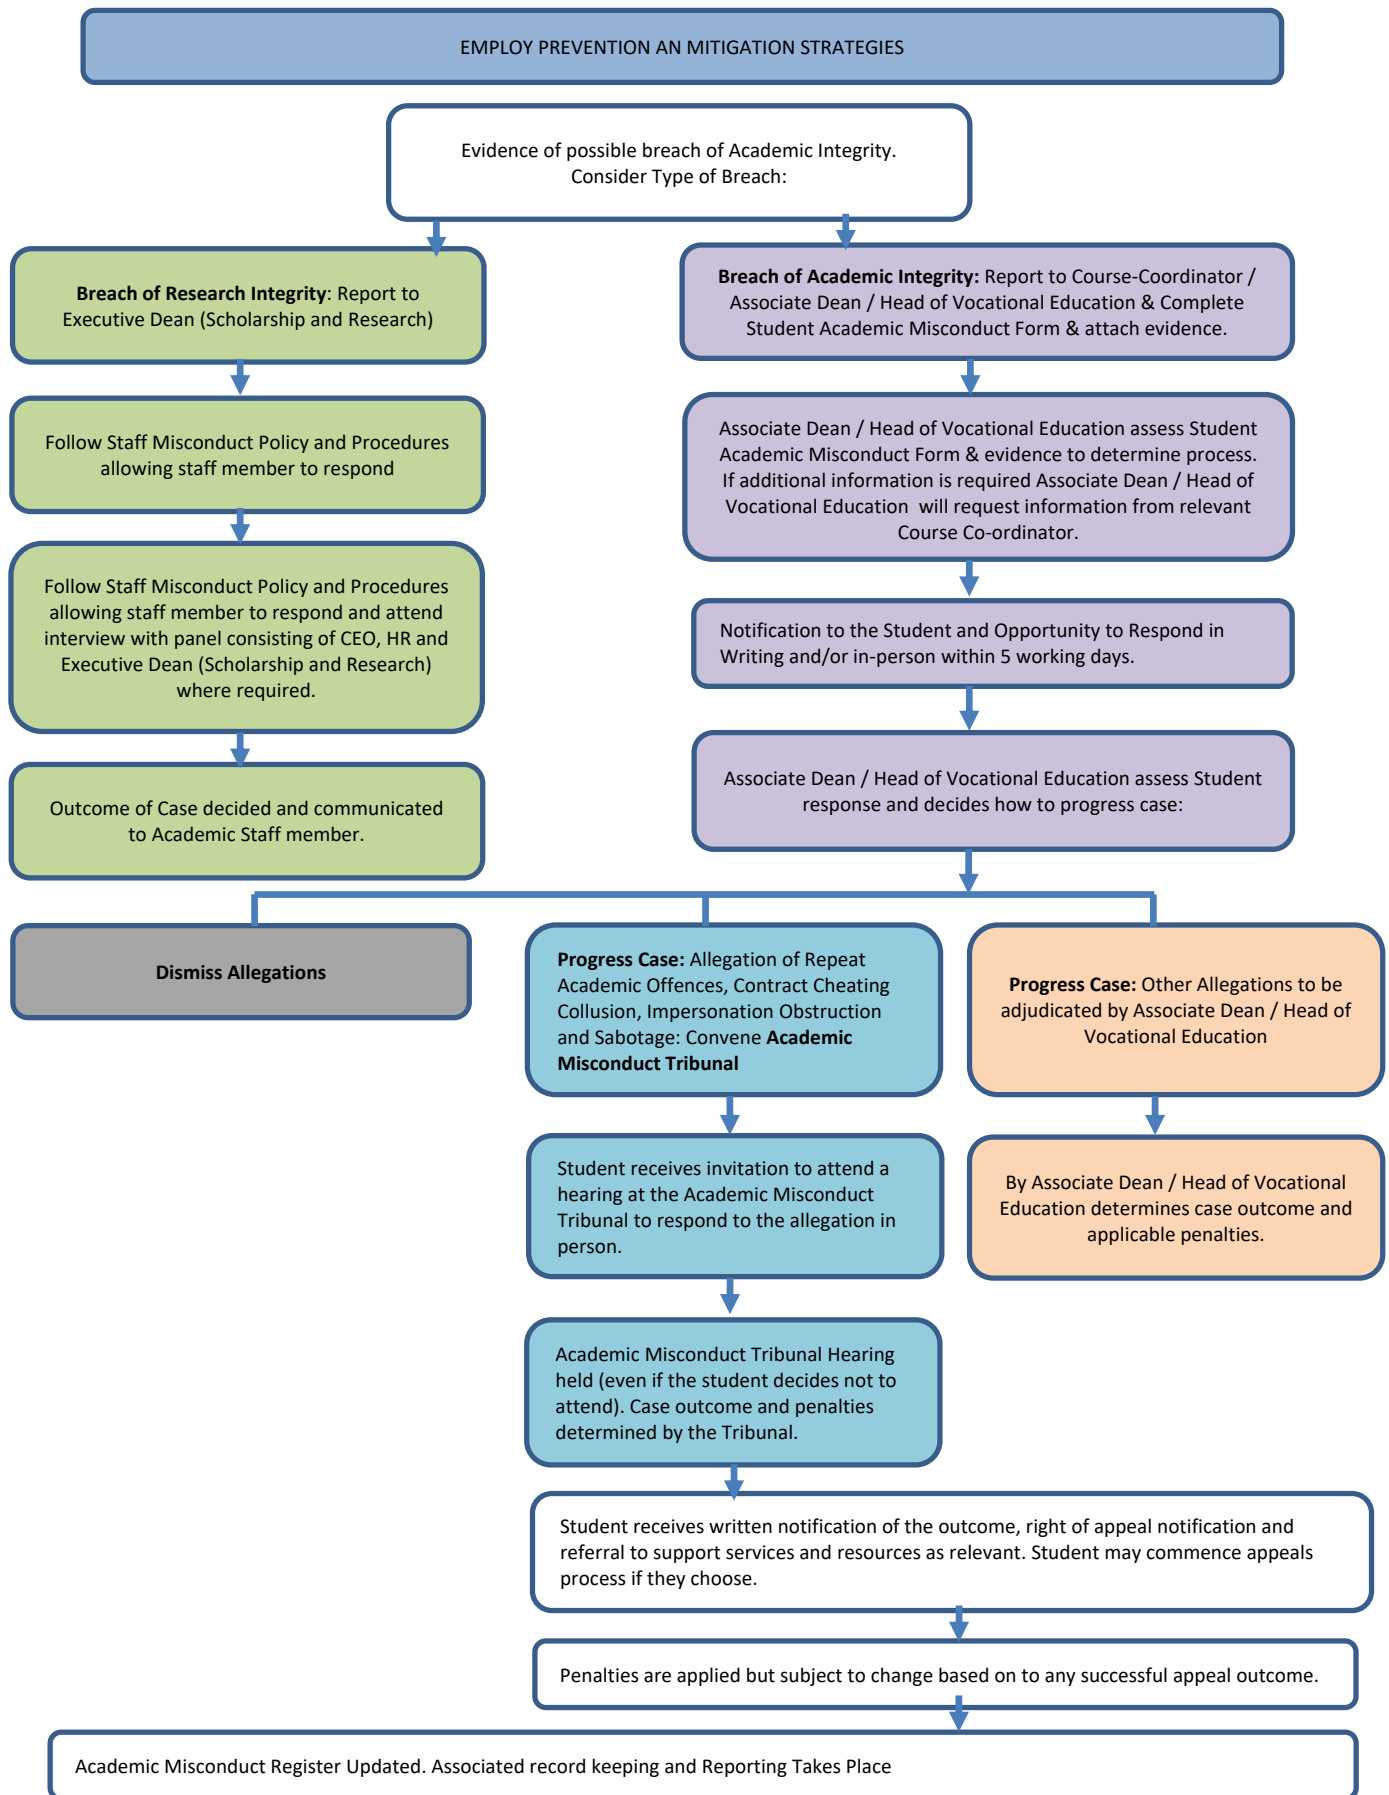 EMPLOY PREVENTION AN MITIGATION STRATEGIES
Evidence of possible breach of Academic Integrity.
Consider Type of Breach:
Breach of Research Integrity: Report to
Executive Dean (Scholarship and Research)
Follow Staff Misconduct Policy and Procedures
allowing staff member to respond
Follow Staff Misconduct Policy and Procedures
allowing staff member to respond and attend
interview with panel consisting of CEO, HR and
Executive Dean (Scholarship and Research)
where required.
Outcome of Case decided and communicated
to Academic Staff member.
Breach of Academic Integrity: Report to Course-Coordinator /
Associate Dean / Head of Vocational Education & Complete
Student Academic Misconduct Form & attach evidence.
Associate Dean / Head of Vocational Education assess Student
Academic Misconduct Form & evidence to determine process.
If additional information is required Associate Dean / Head of
Vocational Education  will request information from relevant
Course Co-ordinator.
Notification to the Student and Opportunity to Respond in
Writing and/or in-person within 5 working days.
Associate Dean / Head of Vocational Education assess Student
response and decides how to progress case:
Dismiss Allegations
Progress Case: Allegation of Repeat
Academic Offences, Contract Cheating
Collusion, Impersonation Obstruction
and Sabotage: Convene Academic
Misconduct Tribunal
Student receives invitation to attend a
hearing at the Academic Misconduct
Tribunal to respond to the allegation in
person.
Academic Misconduct Tribunal Hearing
held (even if the student decides not to
attend). Case outcome and penalties
determined by the Tribunal.
Progress Case: Other Allegations to be
adjudicated by Associate Dean / Head of
Vocational Education
By Associate Dean / Head of Vocational
Education determines case outcome and
applicable penalties.
Student receives written notification of the outcome, right of appeal notification and
referral to support services and resources as relevant. Student may commence appeals
process if they choose.
Penalties are applied but subject to change based on to any successful appeal outcome.
Academic Misconduct Register Updated. Associated record keeping and Reporting Takes Place